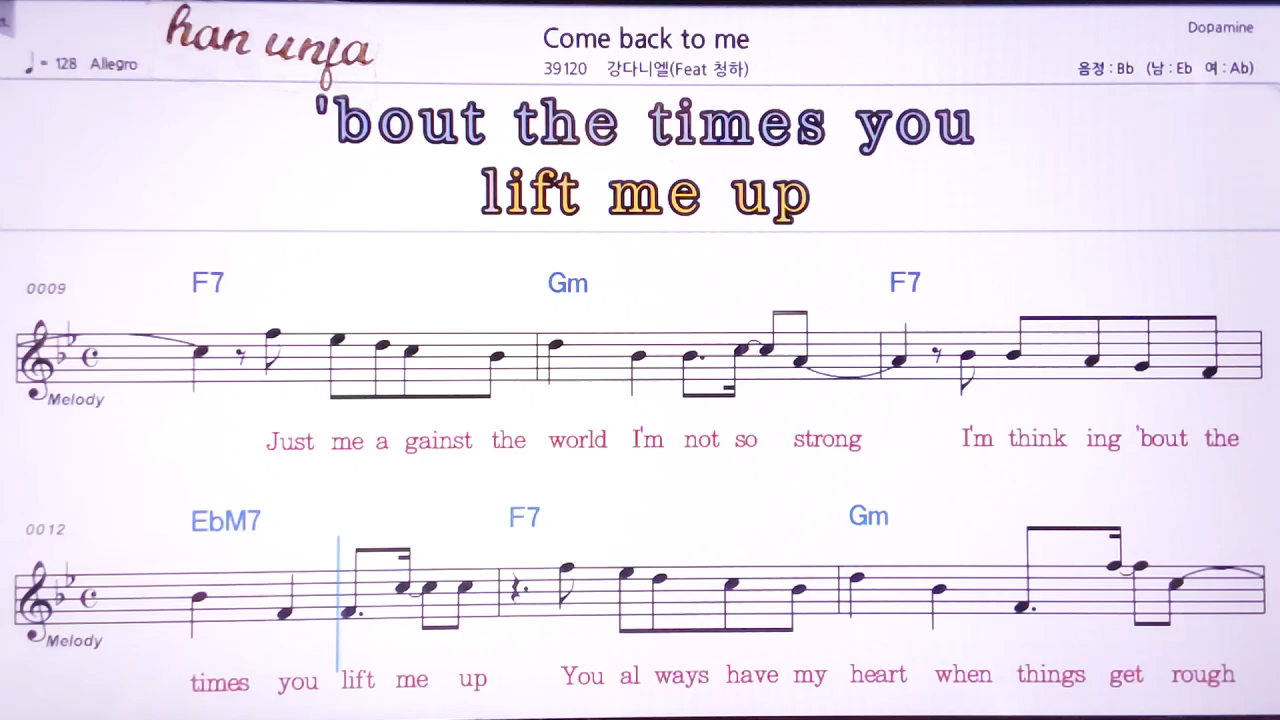 han unfa
Come back to me
Dopamine
♩= 128 Allegro
39120 강다니엘(Feat 청하)
음정 : Bb (남 : Eb 여 : Ab)
'bout the times you
lift me up
0009
F7 Gm F7
Melody
Just me a gainst the world I'm not so strong I'm think ing 'bout the
0012
EbM7 F7 Gm
Melody
times you lift me up You al ways have my heart when things get rough